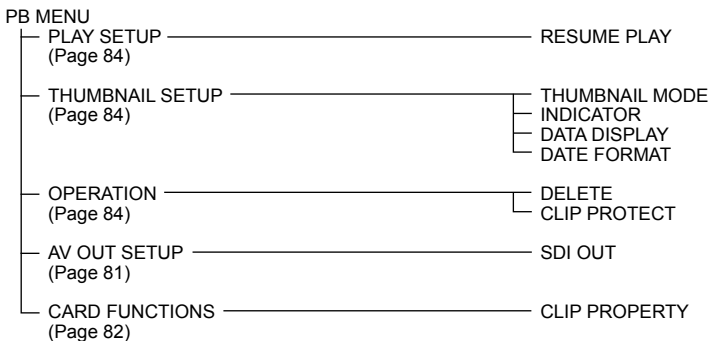 PB MENU
PLAY SETUP RESUME PLAY
(Page 84)
THUMBNAIL SETUP THUMBNAIL MODE
(Page 84) INDICATOR
DATA DISPLAY
DATE FORMAT
OPERATION DELETE
(Page 84) CLIP PROTECT
AV OUT SETUP SDI OUT
(Page 81)
CARD FUNCTIONS CLIP PROPERTY
(Page 82)